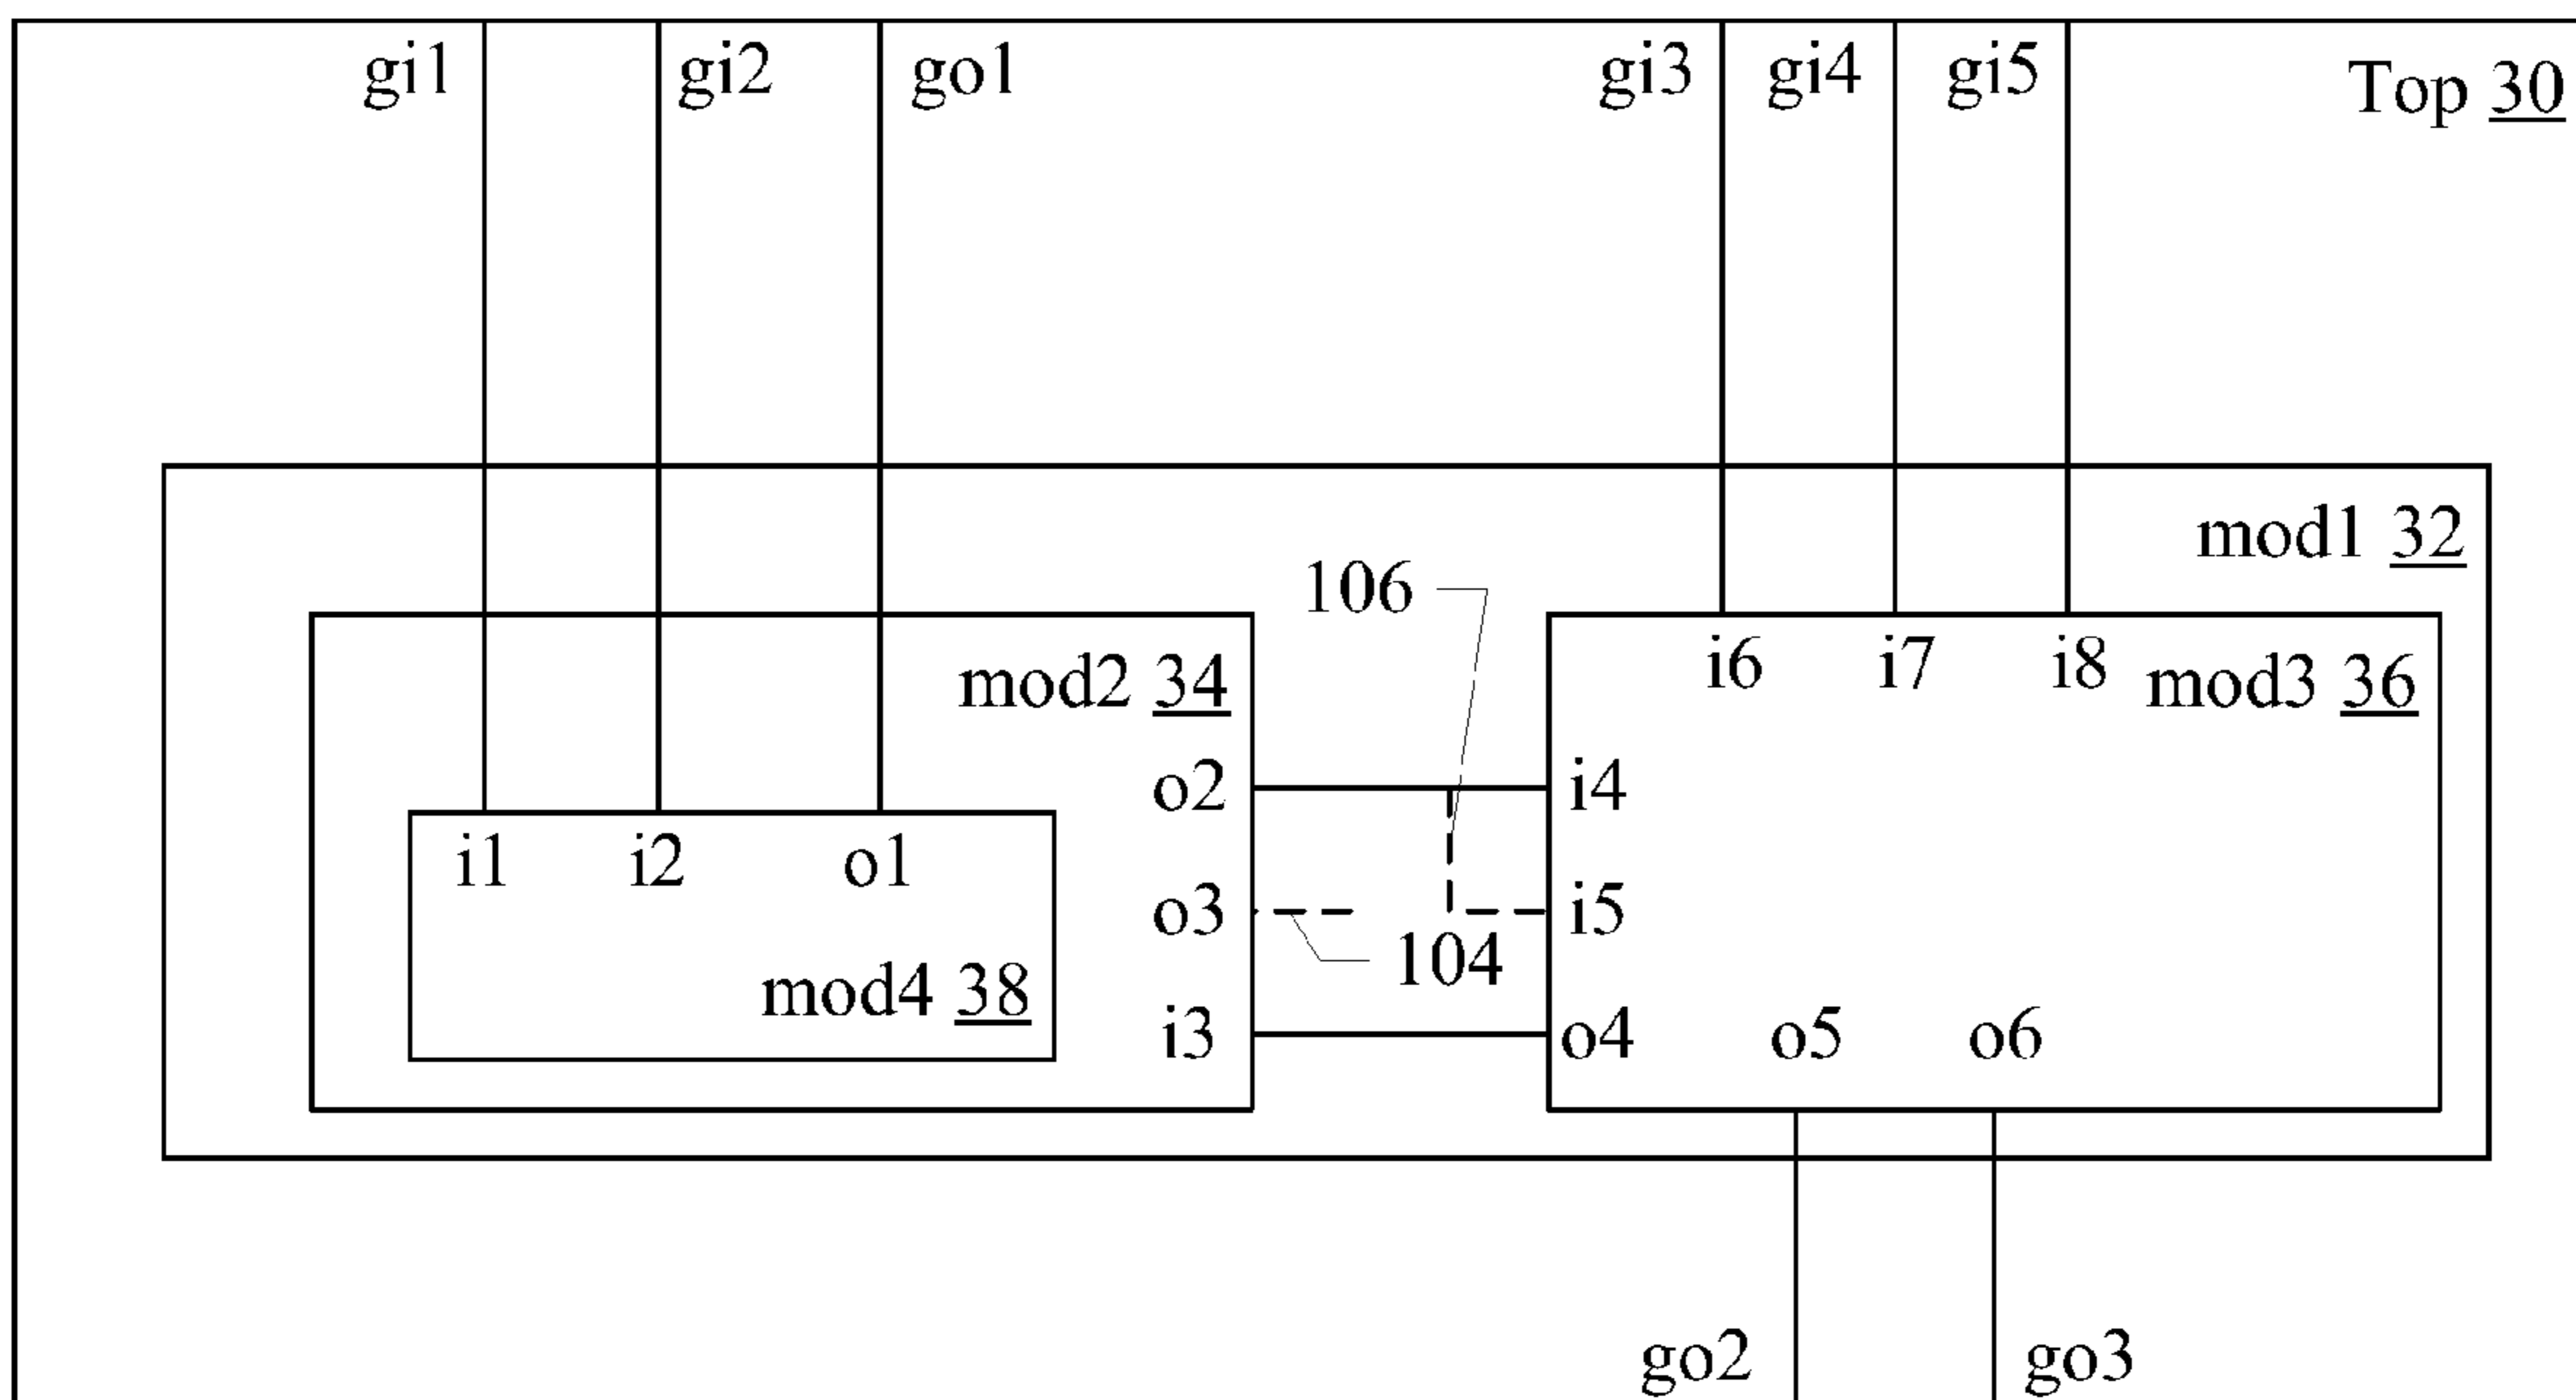 gi1 gi2 go1 gi3 gi4 gi5 Top 30
mod1 32
106
mod2 34 i6 i7 i8 mod3 36
o2 i4
i1 i2 o1
o3 i5
mod4 38 104
i3 o4 o5 o6
go2 go3